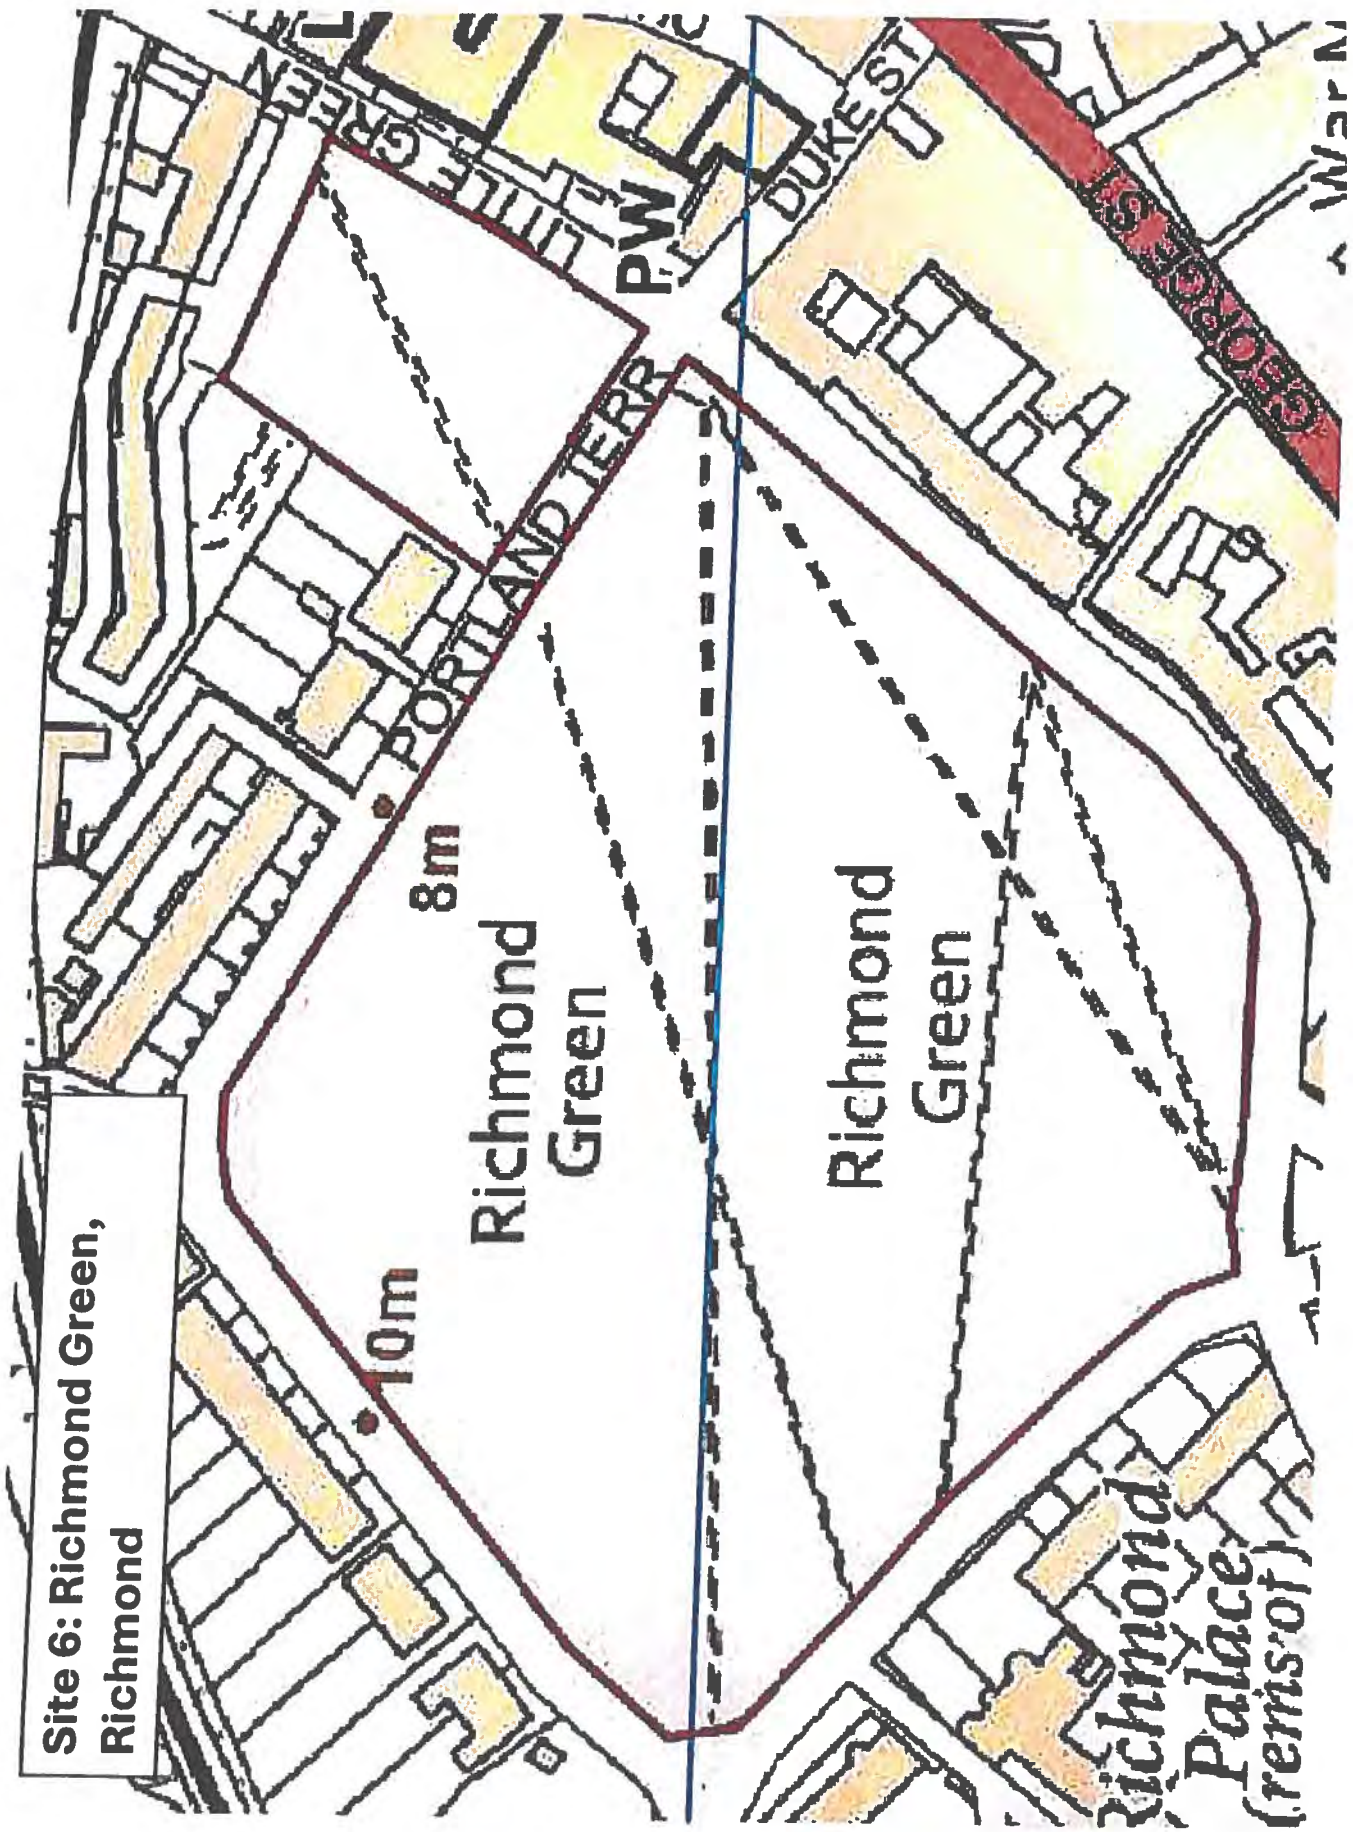 Site 6: Richmond Green,
Richmond
LITTLE GREE
PW
DUKE ST
GEORGE ST
PORTLAND TERR
8m
10m
Richmond
Green
Richmond
Green
Richmond
Palace
(rems of)